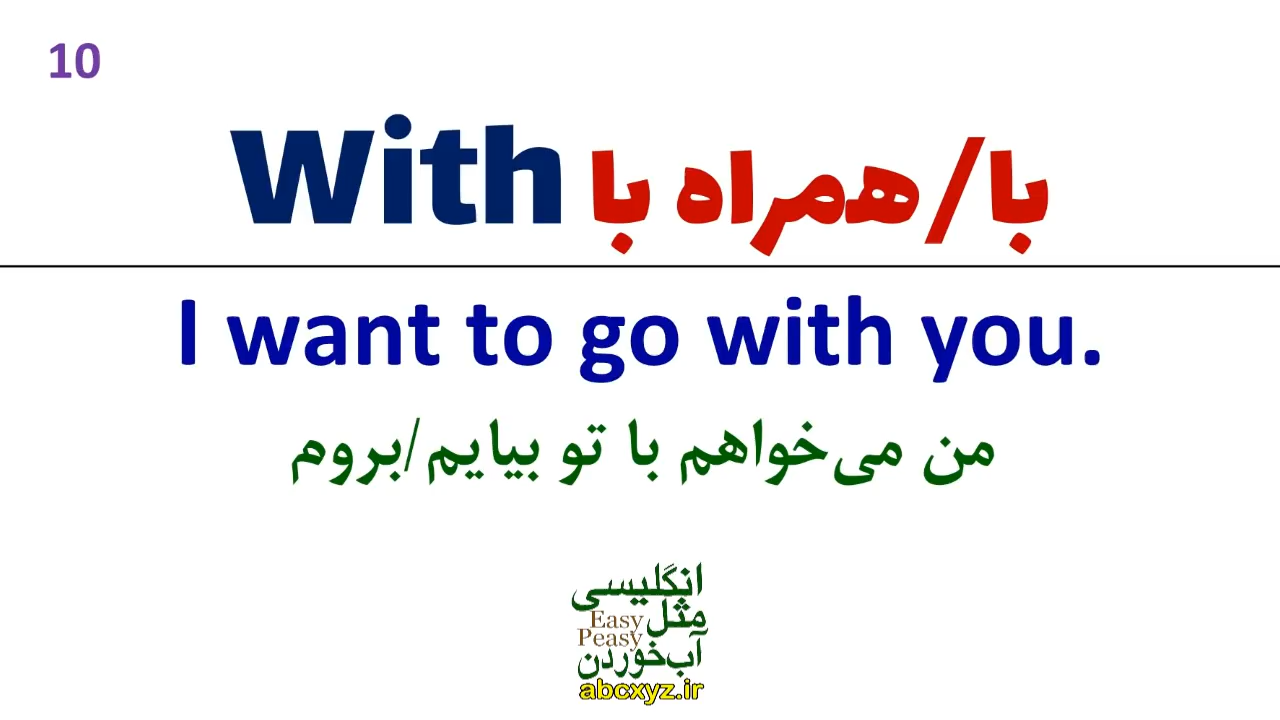 10
With با/همراه با
I want to go with you.
من می‌خواهم با تو بیایم/بروم
انگلیسی
مثل Easy
Peasy
آب‌خوردن
abcxyz.ir